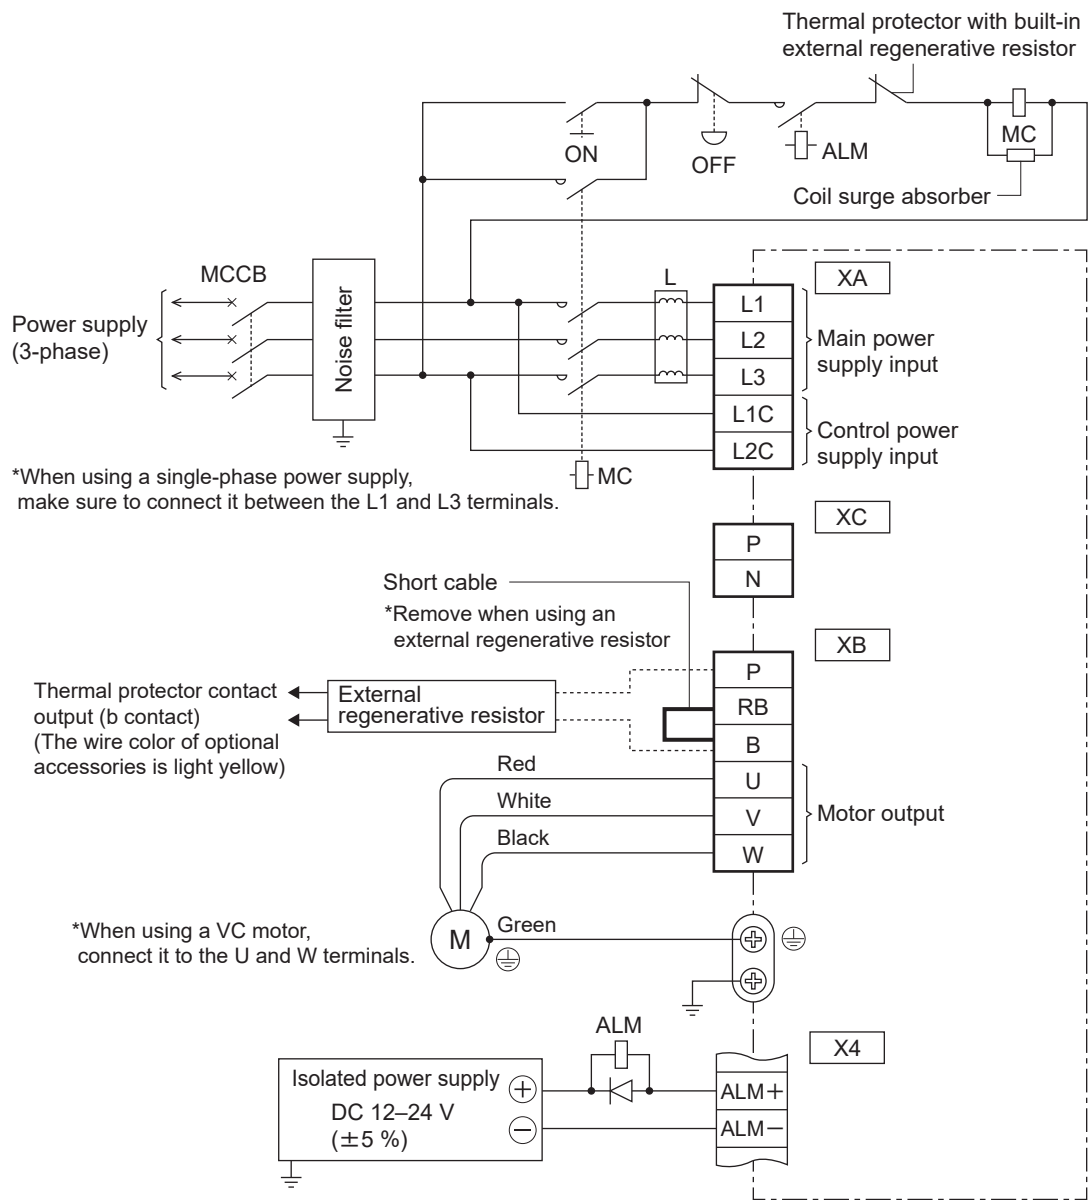 Thermal protector with built-in
external regenerative resistor
ON
OFF
ALM
MC
Coil surge absorber
MCCB
Power supply
(3-phase)
Noise filter
L
XA
L1
L2
L3
L1C
L2C
Main power
supply input
Control power
supply input
MC
*When using a single-phase power supply,
make sure to connect it between the L1 and L3 terminals.
XC
P
N
Short cable
*Remove when using an
external regenerative resistor
XB
P
RB
B
U
V
W
Thermal protector contact
output (b contact)
(The wire color of optional
accessories is light yellow)
External
regenerative resistor
Red
White
Black
Motor output
M
Green
*When using a VC motor,
connect it to the U and W terminals.
ALM
X4
Isolated power supply
DC 12–24 V
(±5 %)
+
−
ALM+
ALM−